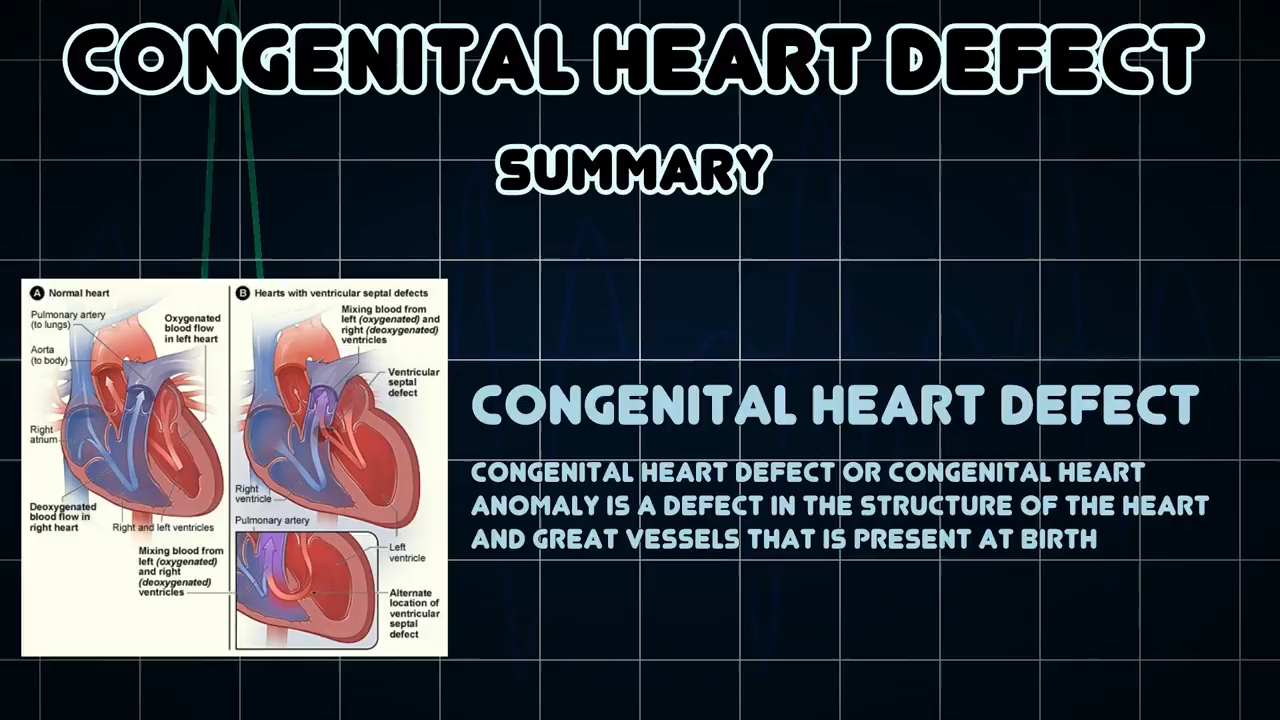 CONGENITAL HEART DEFECT
SUMMARY
A Normal heart
Pulmonary artery
(to lungs)
Oxygenated
blood flow
in left heart
Aorta
(to body)
Right
atrium
Deoxygenated
blood flow in
right heart
Right and left ventricles
B Hearts with ventricular septal defects
Mixing blood from
left (oxygenated) and
right (deoxygenated)
ventricles
Ventricular
septal
defect
Right
ventricle
Pulmonary artery
Left
ventricle
Mixing blood from
left (oxygenated)
and right
(deoxygenated)
ventricles
Alternate
location of
ventricular
septal
defect
CONGENITAL HEART DEFECT
CONGENITAL HEART DEFECT OR CONGENITAL HEART
ANOMALY IS A DEFECT IN THE STRUCTURE OF THE HEART
AND GREAT VESSELS THAT IS PRESENT AT BIRTH